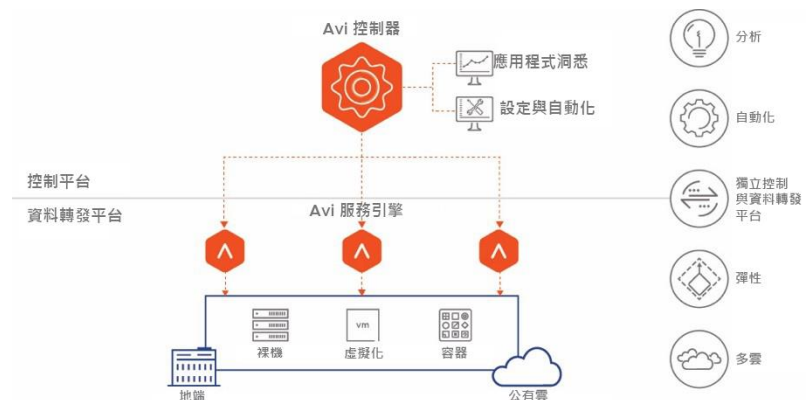 Avi 控制器
應用程式洞悉
設定與自動化
控制平台
資料轉發平台
Avi 服務引擎
裸機
vm
虛擬化
容器
地端
公有雲
分析
自動化
獨立控制
與資料轉發
平台
彈性
多雲